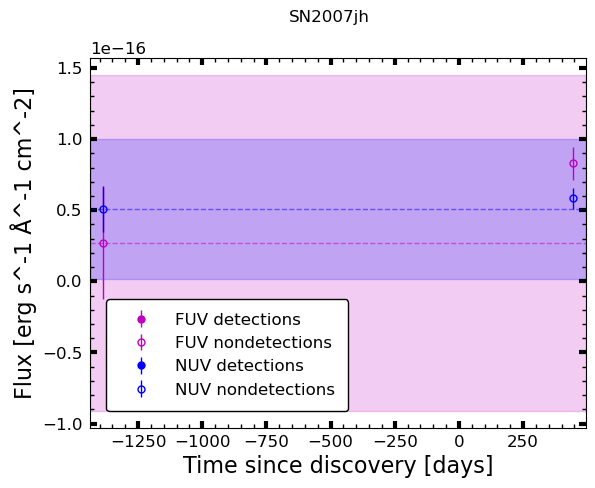 SN2007jh
1e−16
1.5
1.0
0.5
0.0
−0.5
−1.0
Flux [erg s^-1 Å^-1 cm^-2]
FUV detections
FUV nondetections
NUV detections
NUV nondetections
−1250 −1000 −750 −500 −250 0 250
Time since discovery [days]